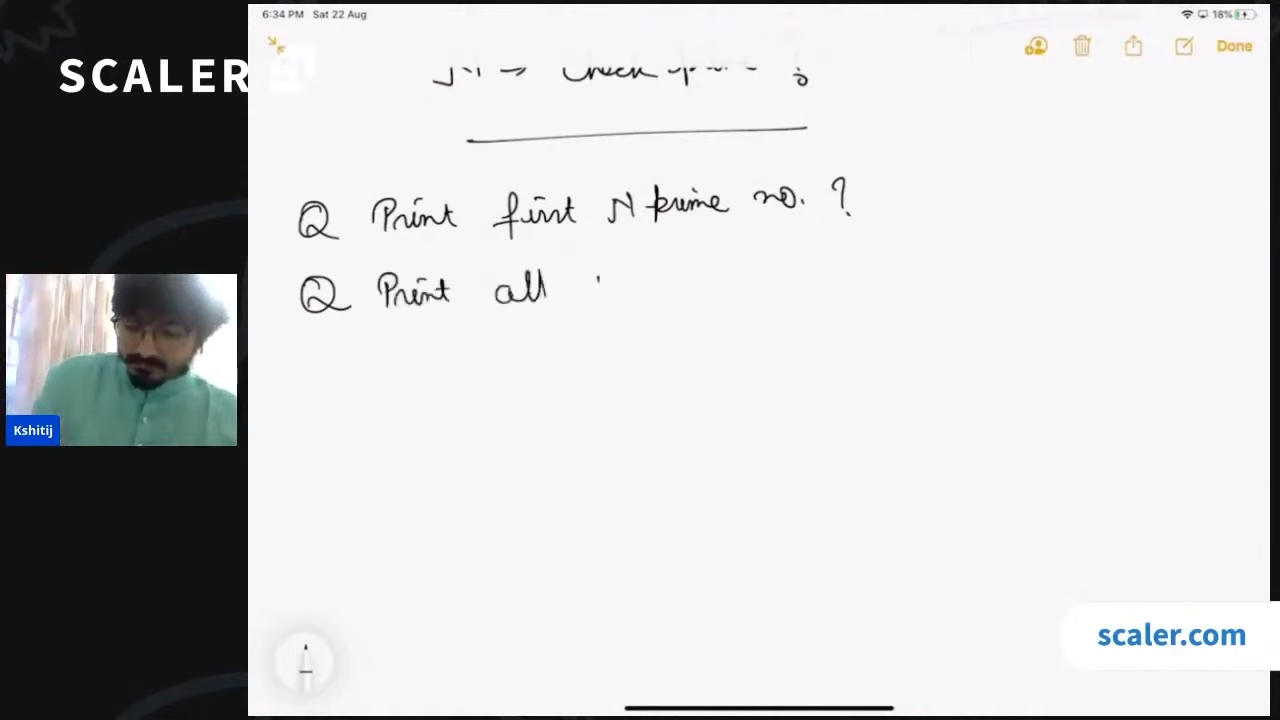 6:34 PM Sat 22 Aug
18%
Done
SCALER
Q Print first N prime no. ?
Q Print all
Kshitij
scaler.com